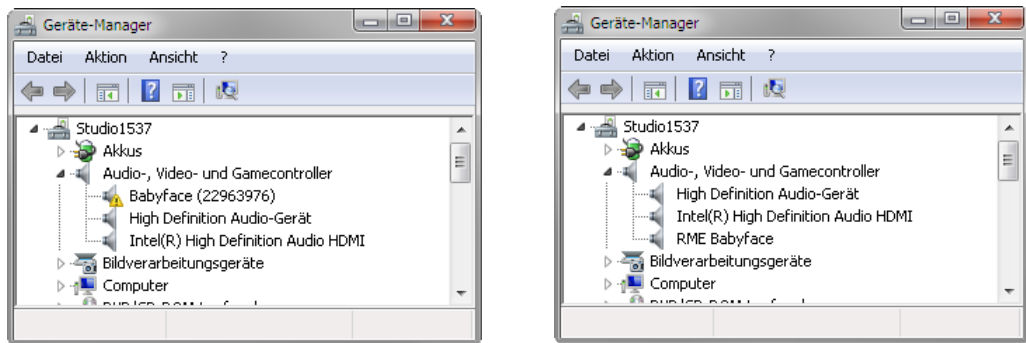 Geräte-Manager
Datei Aktion Ansicht ?
Studio1537
Akkus
Audio-, Video- und Gamecontroller
Babyface (22963976)
High Definition Audio-Gerät
Intel(R) High Definition Audio HDMI
Bildverarbeitungsgeräte
Computer
Geräte-Manager
Datei Aktion Ansicht ?
Studio1537
Akkus
Audio-, Video- und Gamecontroller
High Definition Audio-Gerät
Intel(R) High Definition Audio HDMI
RME Babyface
Bildverarbeitungsgeräte
Computer